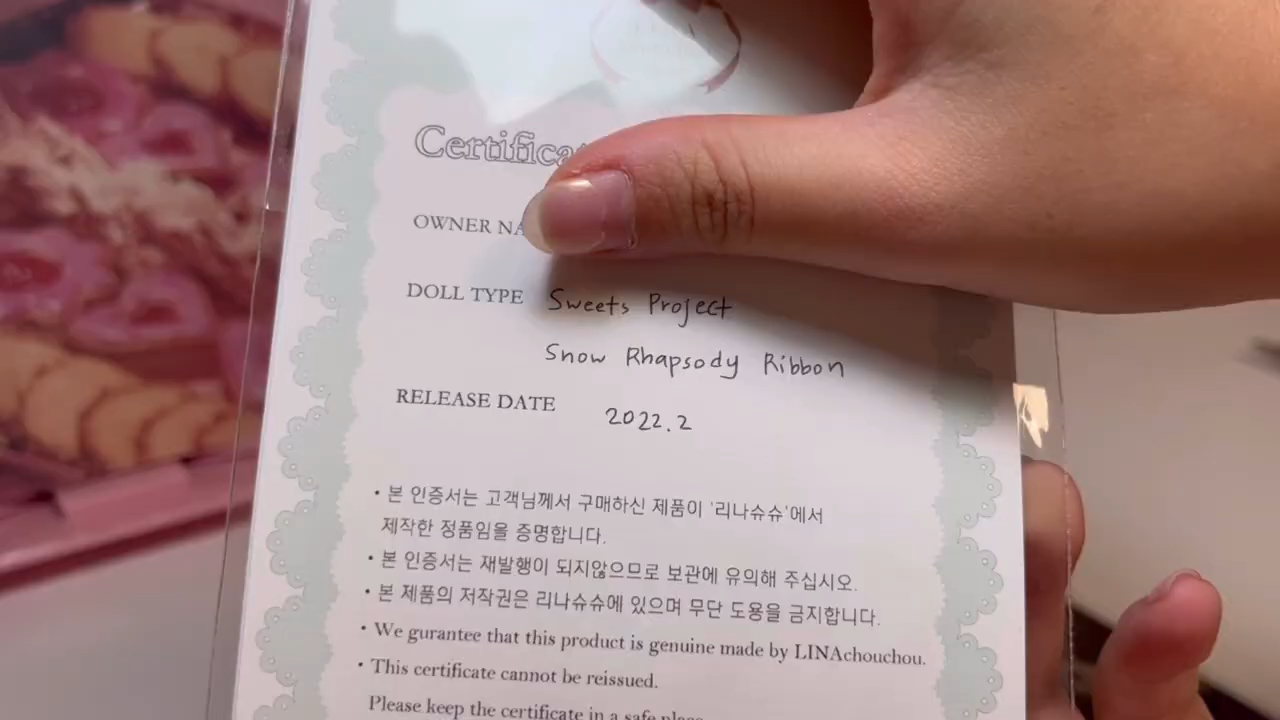 Certifica
OWNER NA
DOLL TYPE Sweets Project
Snow Rhapsody Ribbon
RELEASE DATE 2022.2
• 본 인증서는 고객님께서 구매하신 제품이 '리나슈슈'에서
제작한 정품임을 증명합니다.
• 본 인증서는 재발행이 되지않으므로 보관에 유의해 주십시오.
• 본 제품의 저작권은 리나슈슈에 있으며 무단 도용을 금지합니다.
• We gurantee that this product is genuine made by LINAchouchou.
• This certificate cannot be reissued.
Please keep the certificate in a safe place